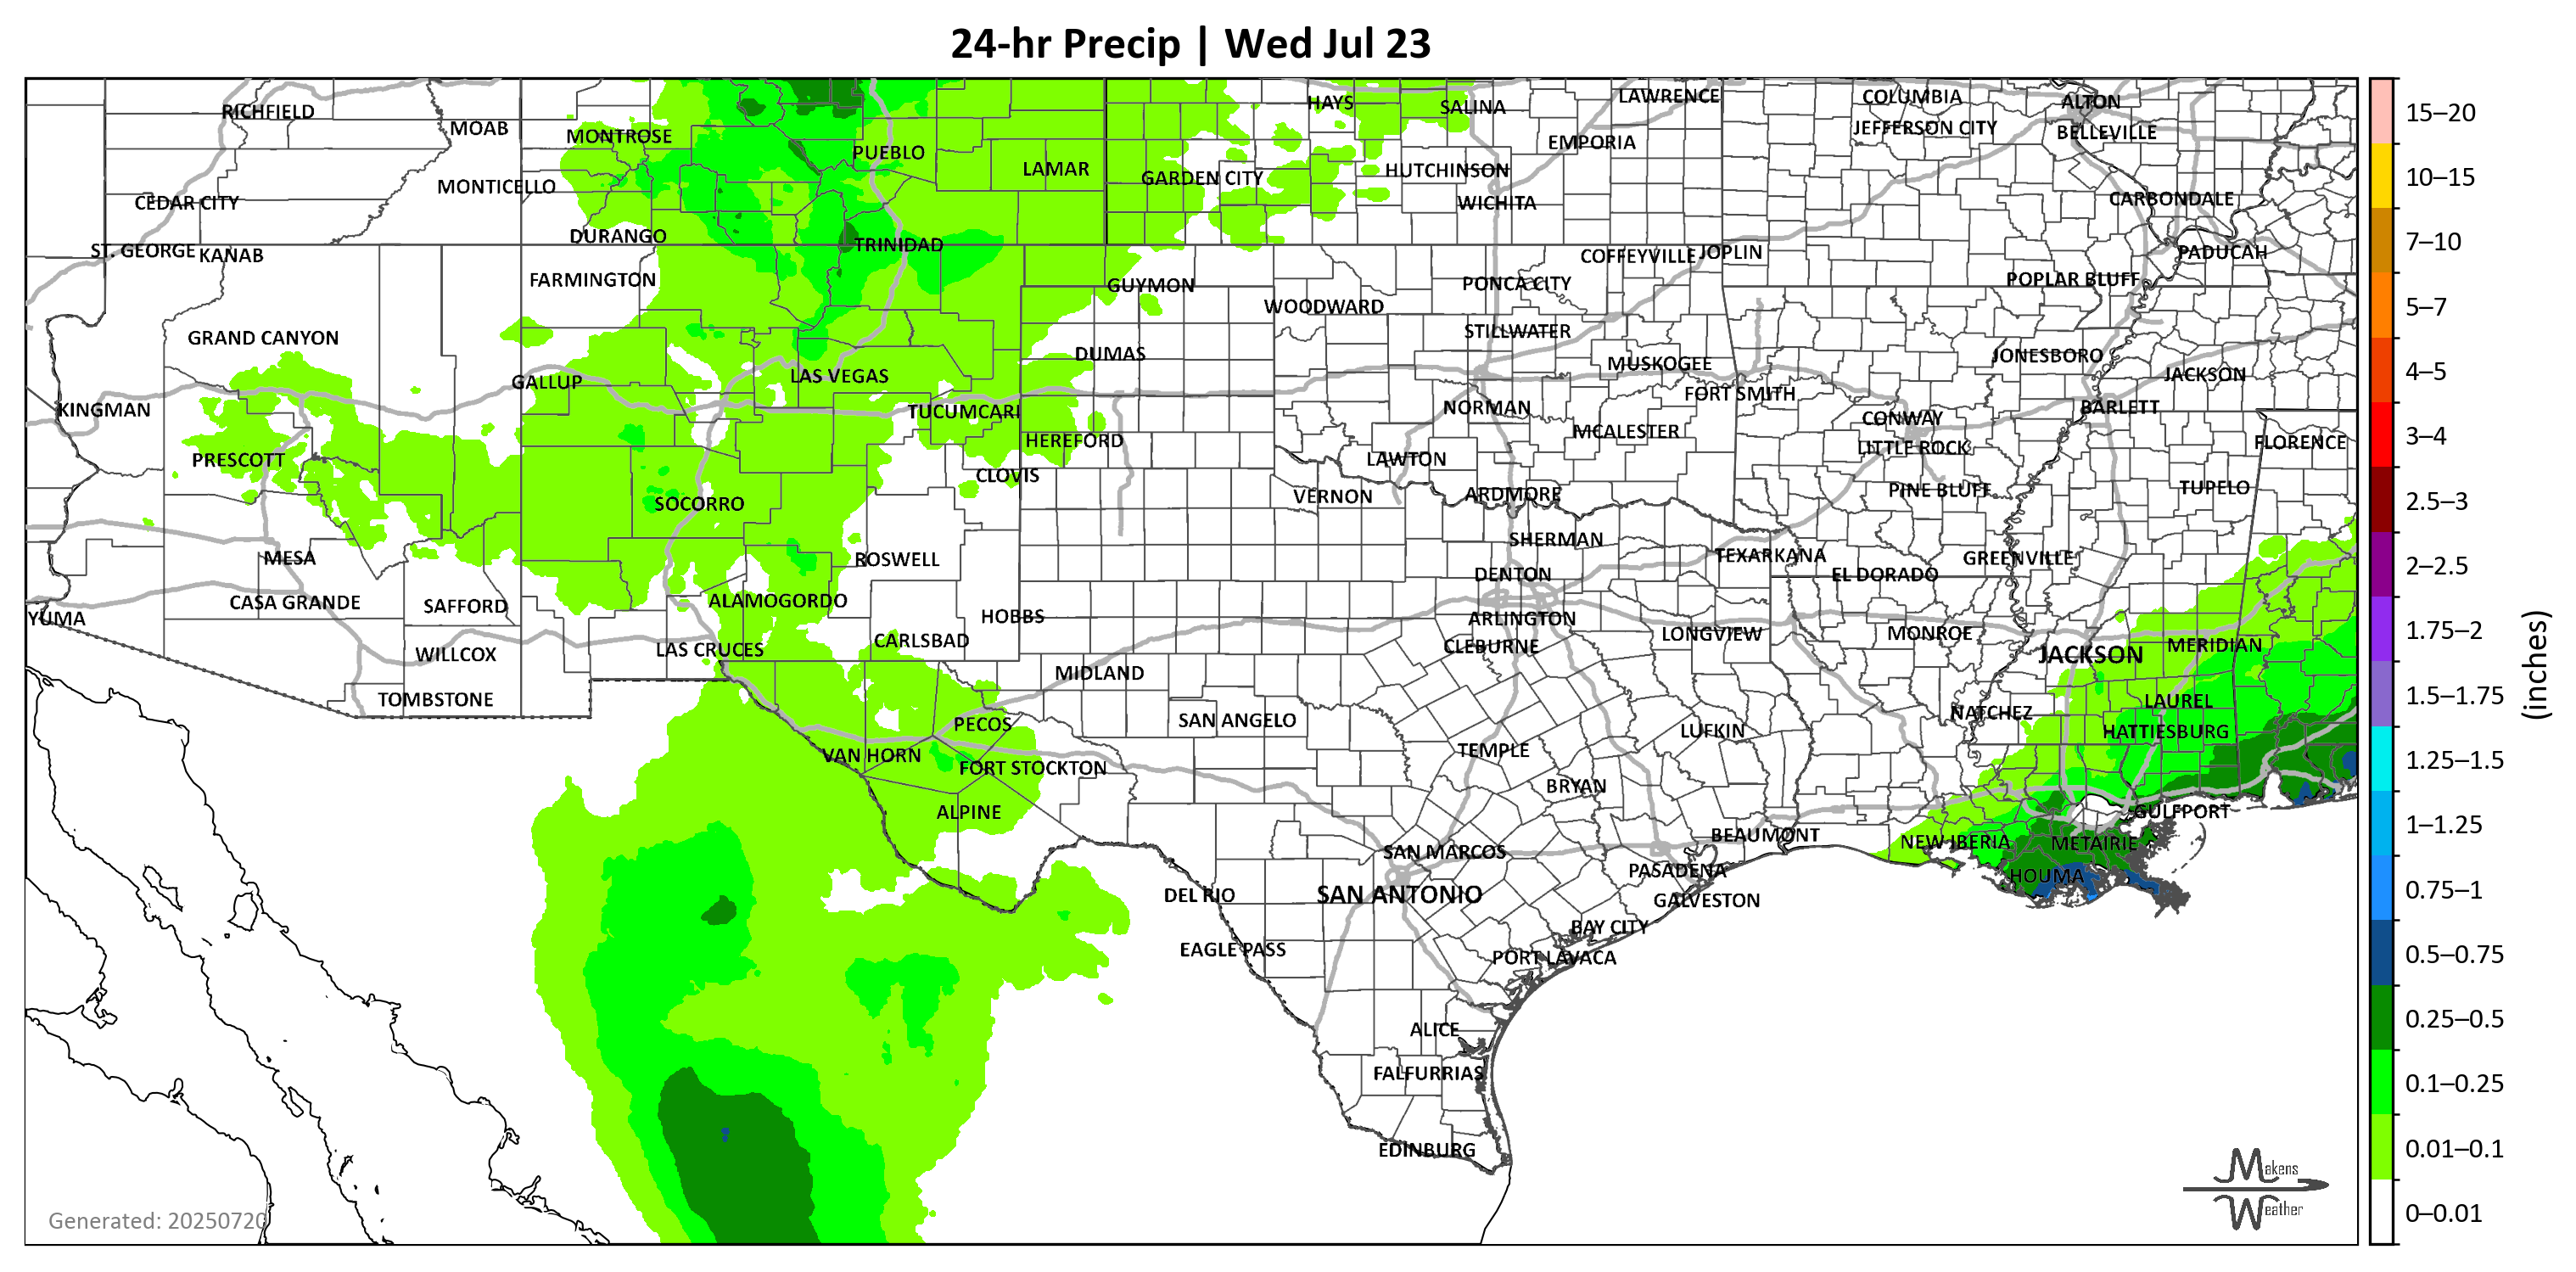 24-hr Precip | Wed Jul 23
RICHFIELD
MOAB
MONTROSE
PUEBLO
LAMAR
HAYS
SALINA
LAWRENCE
COLUMBIA
ALTON
JEFFERSON CITY
BELLEVILLE
EMPORIA
HUTCHINSON
GARDEN CITY
MONTICELLO
CEDAR CITY
WICHITA
CARBONDALE
DURANGO
TRINIDAD
ST. GEORGE
KANAB
COFFEYVILLE
JOPLIN
PADUCAH
FARMINGTON
GUYMON
PONCA CITY
POPLAR BLUFF
WOODWARD
STILLWATER
GRAND CANYON
DUMAS
MUSKOGEE
JONESBORO
GALLUP
LAS VEGAS
FORT SMITH
JACKSON
KINGMAN
TUCUMCARI
NORMAN
CONWAY
BARLETT
HEREFORD
MCALESTER
LITTLE ROCK
FLORENCE
PRESCOTT
CLOVIS
LAWTON
SOCORRO
VERNON
ARDMORE
PINE BLUFF
TUPELO
MESA
ROSWELL
SHERMAN
TEXARKANA
GREENVILLE
DENTON
EL DORADO
CASA GRANDE
SAFFORD
ALAMOGORDO
HOBBS
ARLINGTON
YUMA
WILLCOX
LAS CRUCES
CARLSBAD
CLEBURNE
LONGVIEW
MONROE
JACKSON
MERIDIAN
TOMBSTONE
MIDLAND
PECOS
SAN ANGELO
LUFKIN
NATCHEZ
LAUREL
HATTIESBURG
VAN HORN
FORT STOCKTON
TEMPLE
BRYAN
ALPINE
GULFPORT
BEAUMONT
NEW IBERIA
METAIRIE
SAN MARCOS
PASADENA
HOUMA
DEL RIO
SAN ANTONIO
GALVESTON
EAGLE PASS
BAY CITY
PORT LAVACA
ALICE
FALFURRIAS
EDINBURG
Generated: 20250720
Makens
Weather
15–20
10–15
7–10
5–7
4–5
3–4
2.5–3
2–2.5
1.75–2
1.5–1.75
1.25–1.5
1–1.25
0.75–1
0.5–0.75
0.25–0.5
0.1–0.25
0.01–0.1
0–0.01
(inches)